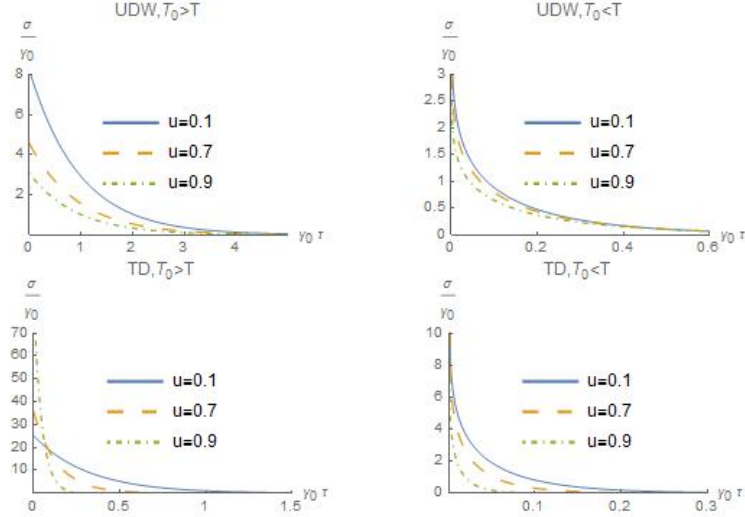 UDW,T₀>T
σ
γ₀
8
6
4
2
0 1 2 3 4 γ₀ τ
u=0.1
u=0.7
u=0.9
UDW,T₀<T
σ
γ₀
3
2.5
2
1.5
1
0.5
0
0 0.2 0.4 0.6 γ₀ τ
u=0.1
u=0.7
u=0.9
TD,T₀>T
σ
γ₀
70
60
50
40
30
20
10
0 0.5 1 1.5 γ₀ τ
u=0.1
u=0.7
u=0.9
TD,T₀<T
σ
γ₀
10
8
6
4
2
0
0.1 0.2 0.3 γ₀ τ
u=0.1
u=0.7
u=0.9